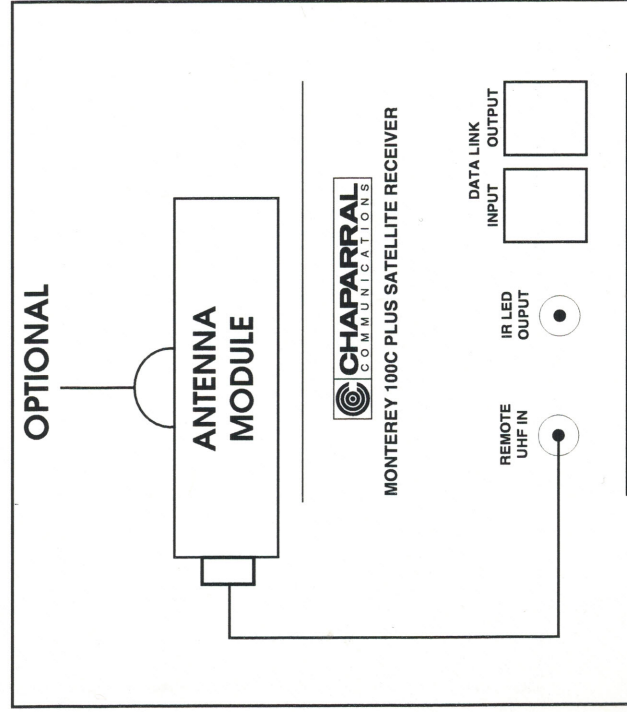 OPTIONAL
ANTENNA
MODULE
CHAPARRAL
COMMUNICATIONS
MONTEREY 100C PLUS SATELLITE RECEIVER
REMOTE
UHF IN
IR LED
OUPUT
DATA LINK
INPUT OUTPUT